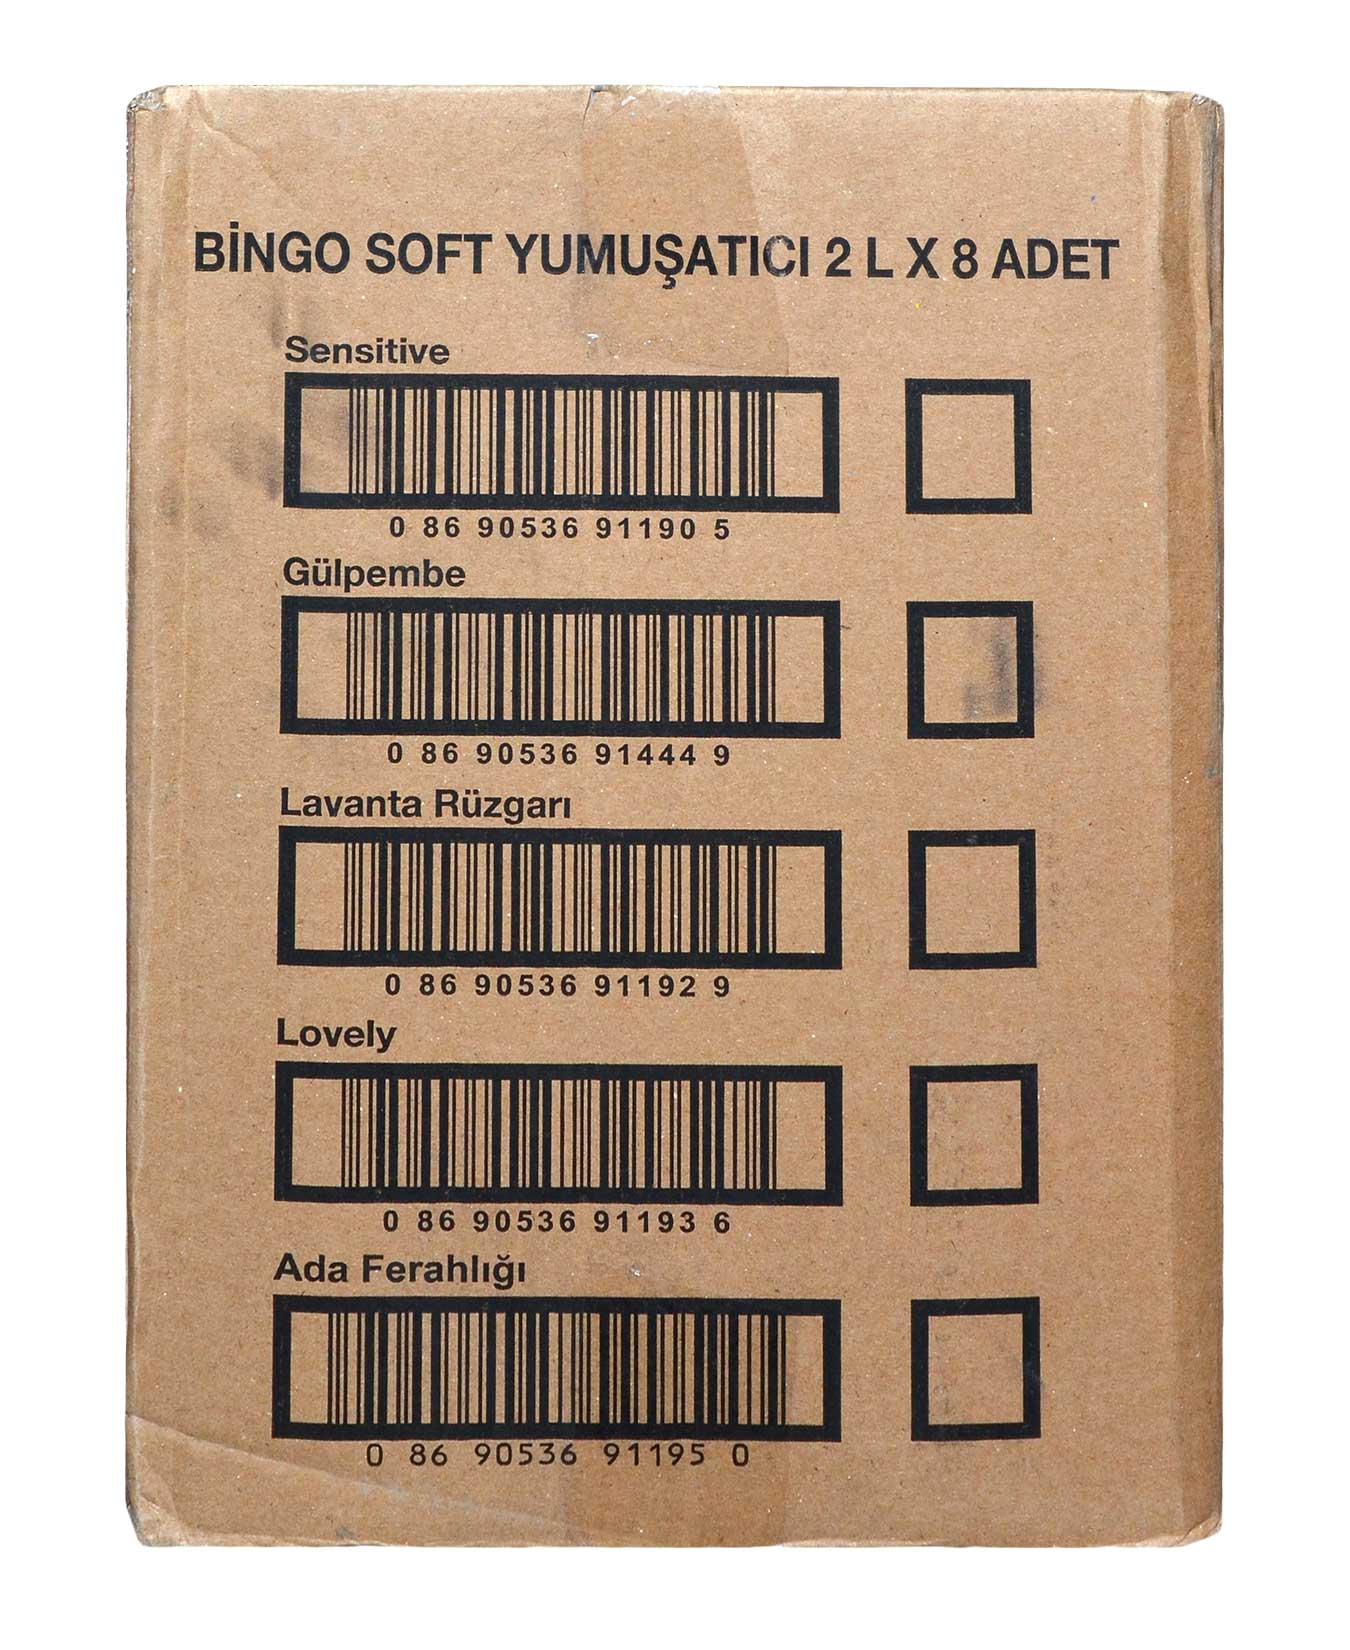 BİNGO SOFT YUMUŞATICI 2 L X 8 ADET
Sensitive
0 86 90536 91190 5
Gülpembe
0 86 90536 91444 9
Lavanta Rüzgarı
0 86 90536 91192 9
Lovely
0 86 90536 91193 6
Ada Ferahlığı
0 86 90536 91195 0